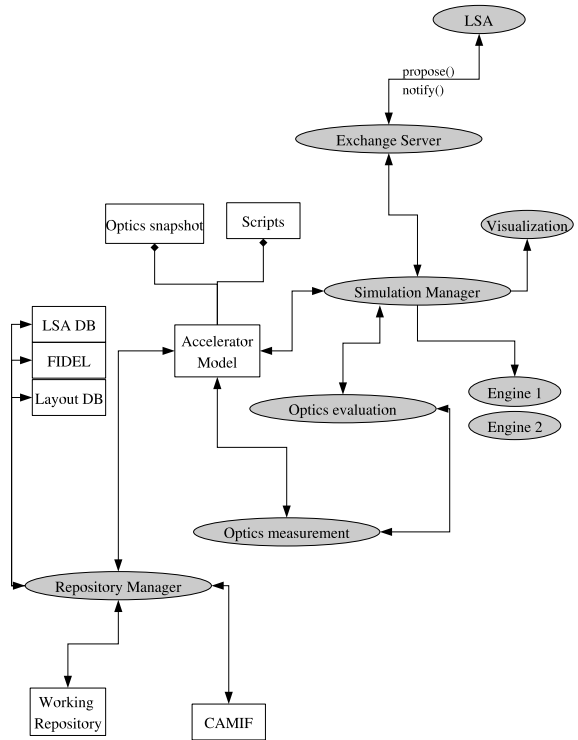 LSA
propose()
notify()
Exchange Server
Optics snapshot
Scripts
Visualization
Simulation Manager
LSA DB
FIDEL
Layout DB
Accelerator
Model
Engine 1
Optics evaluation
Engine 2
Optics measurement
Repository Manager
Working
Repository
CAMIF